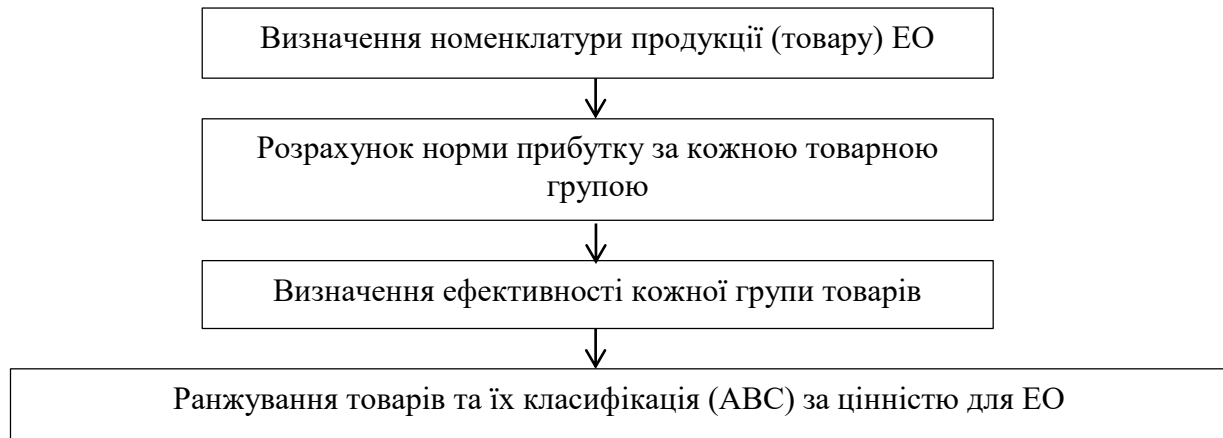 Визначення номенклатури продукції (товару) ЕО
Розрахунок норми прибутку за кожною товарною
групою
Визначення ефективності кожної групи товарів
Ранжування товарів та їх класифікація (АВС) за цінністю для ЕО